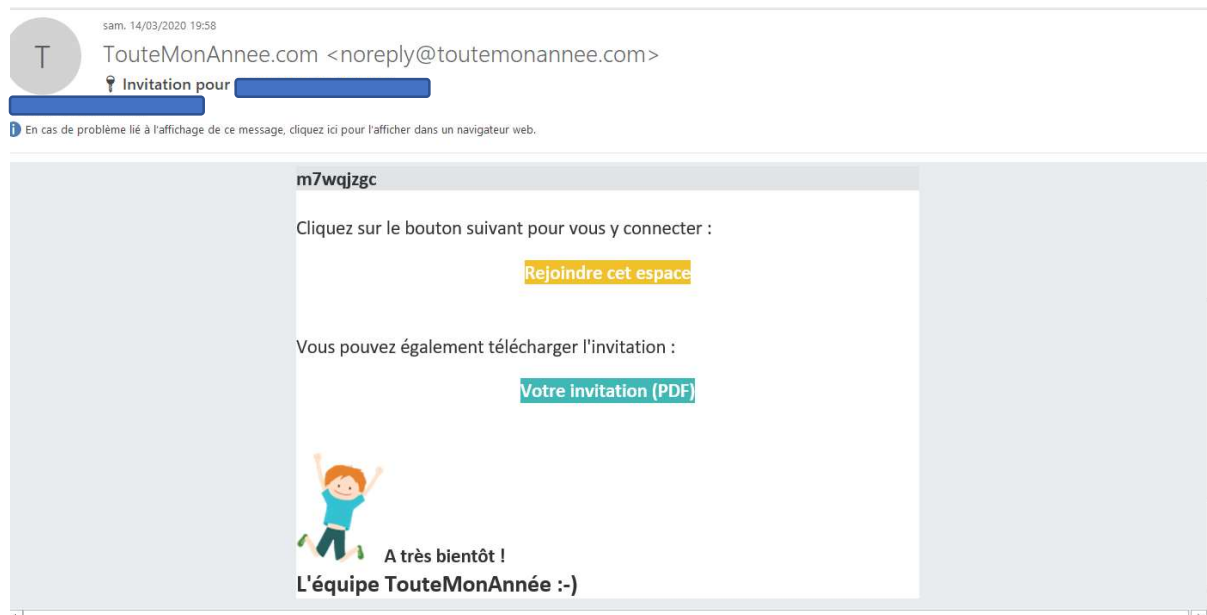 sam. 14/03/2020 19:58
T
TouteMonAnnee.com <noreply@toutemonannee.com>
Invitation pour
En cas de problème lié à l'affichage de ce message, cliquez ici pour l'afficher dans un navigateur web.
m7wqjzgc
Cliquez sur le bouton suivant pour vous y connecter :
Rejoindre cet espace
Vous pouvez également télécharger l'invitation :
Votre invitation (PDF)
A très bientôt !
L'équipe TouteMonAnnée :-)